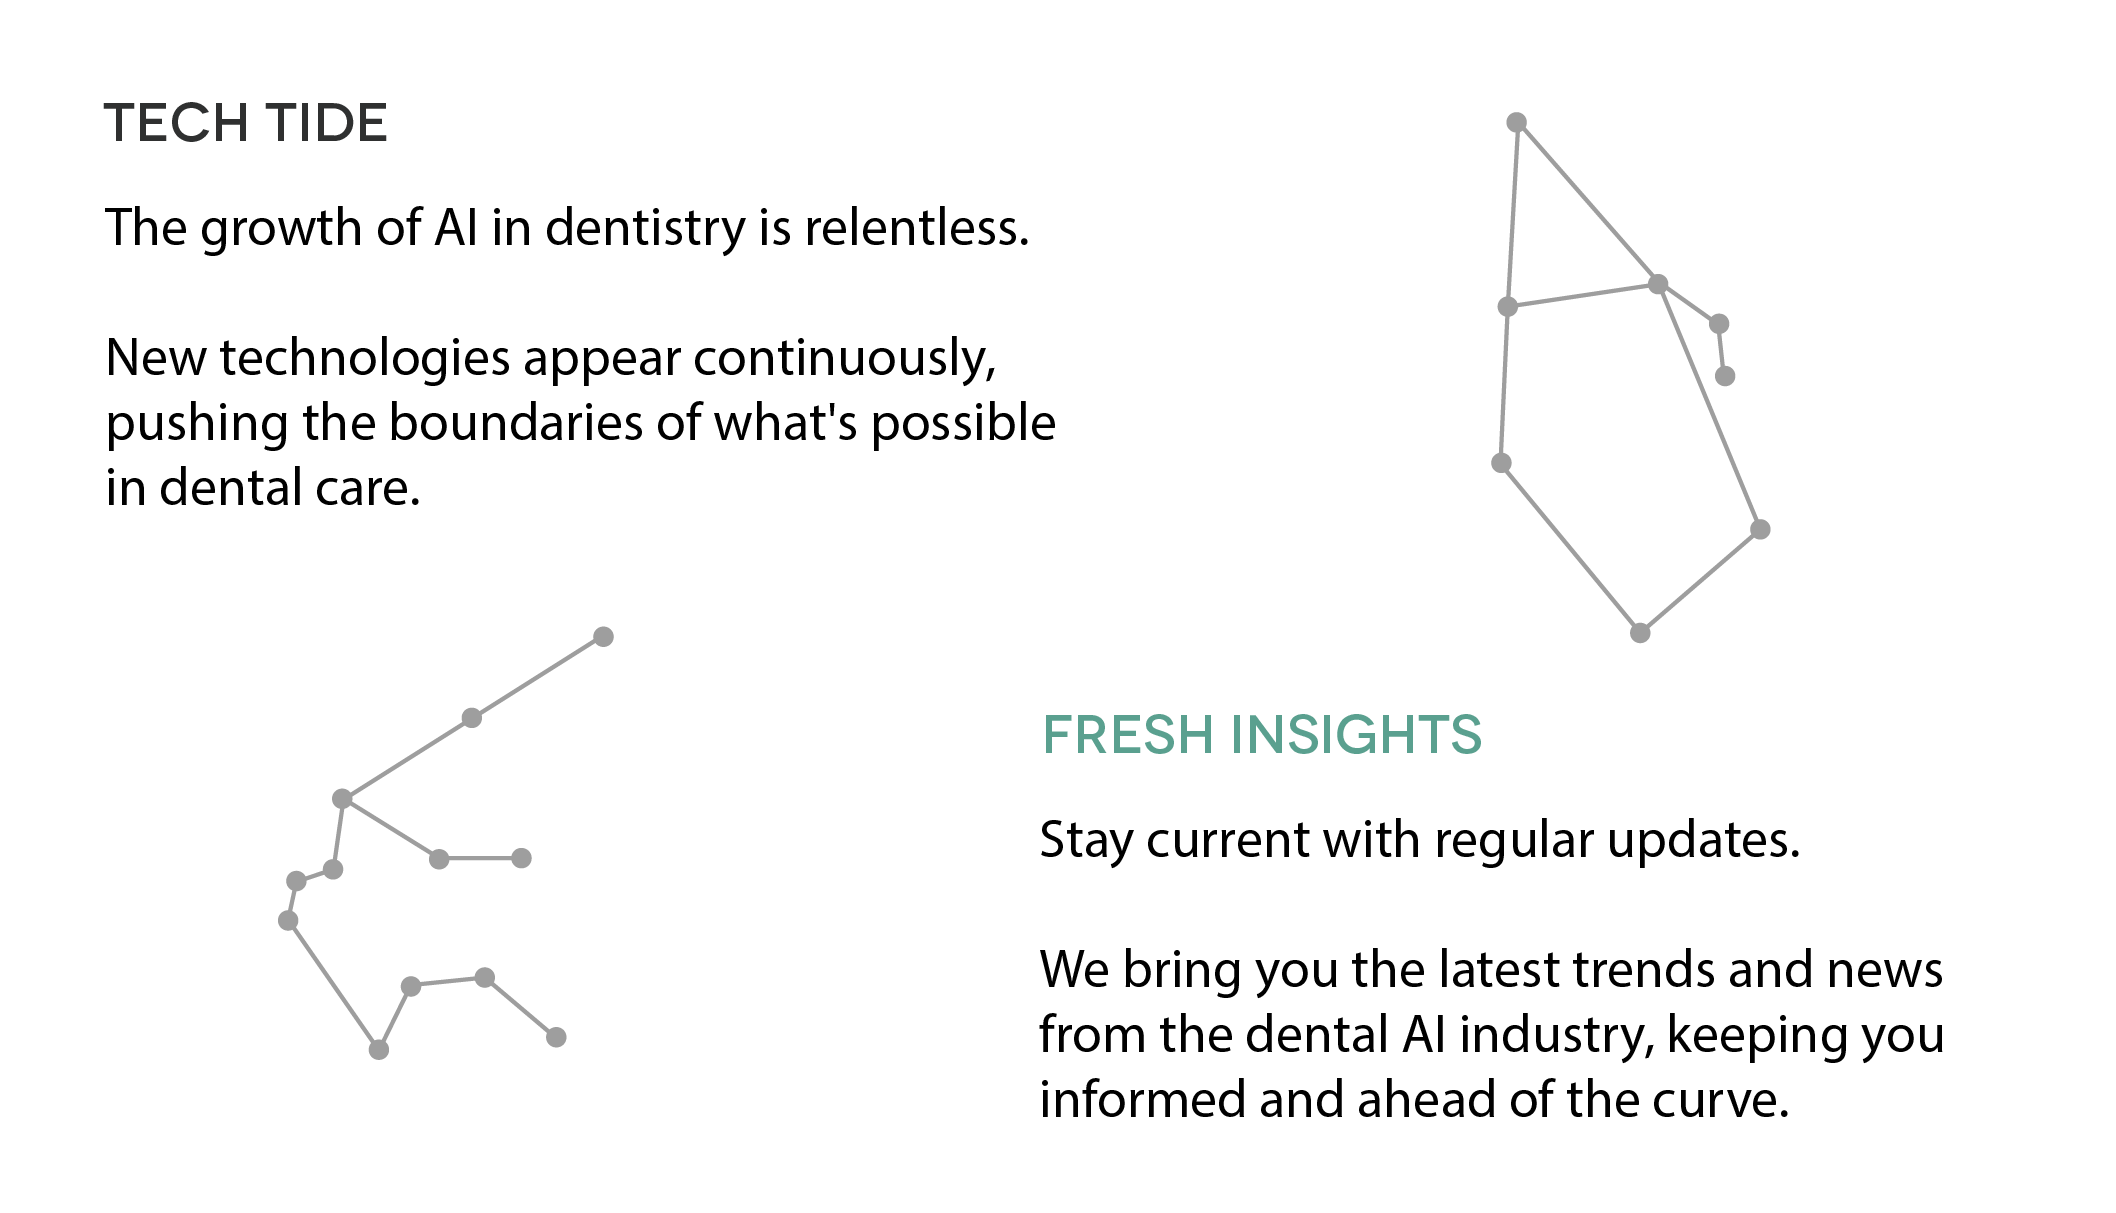 TECH TIDE
The growth of AI in dentistry is relentless.
New technologies appear continuously,
pushing the boundaries of what's possible
in dental care.
FRESH INSIGHTS
Stay current with regular updates.
We bring you the latest trends and news
from the dental AI industry, keeping you
informed and ahead of the curve.